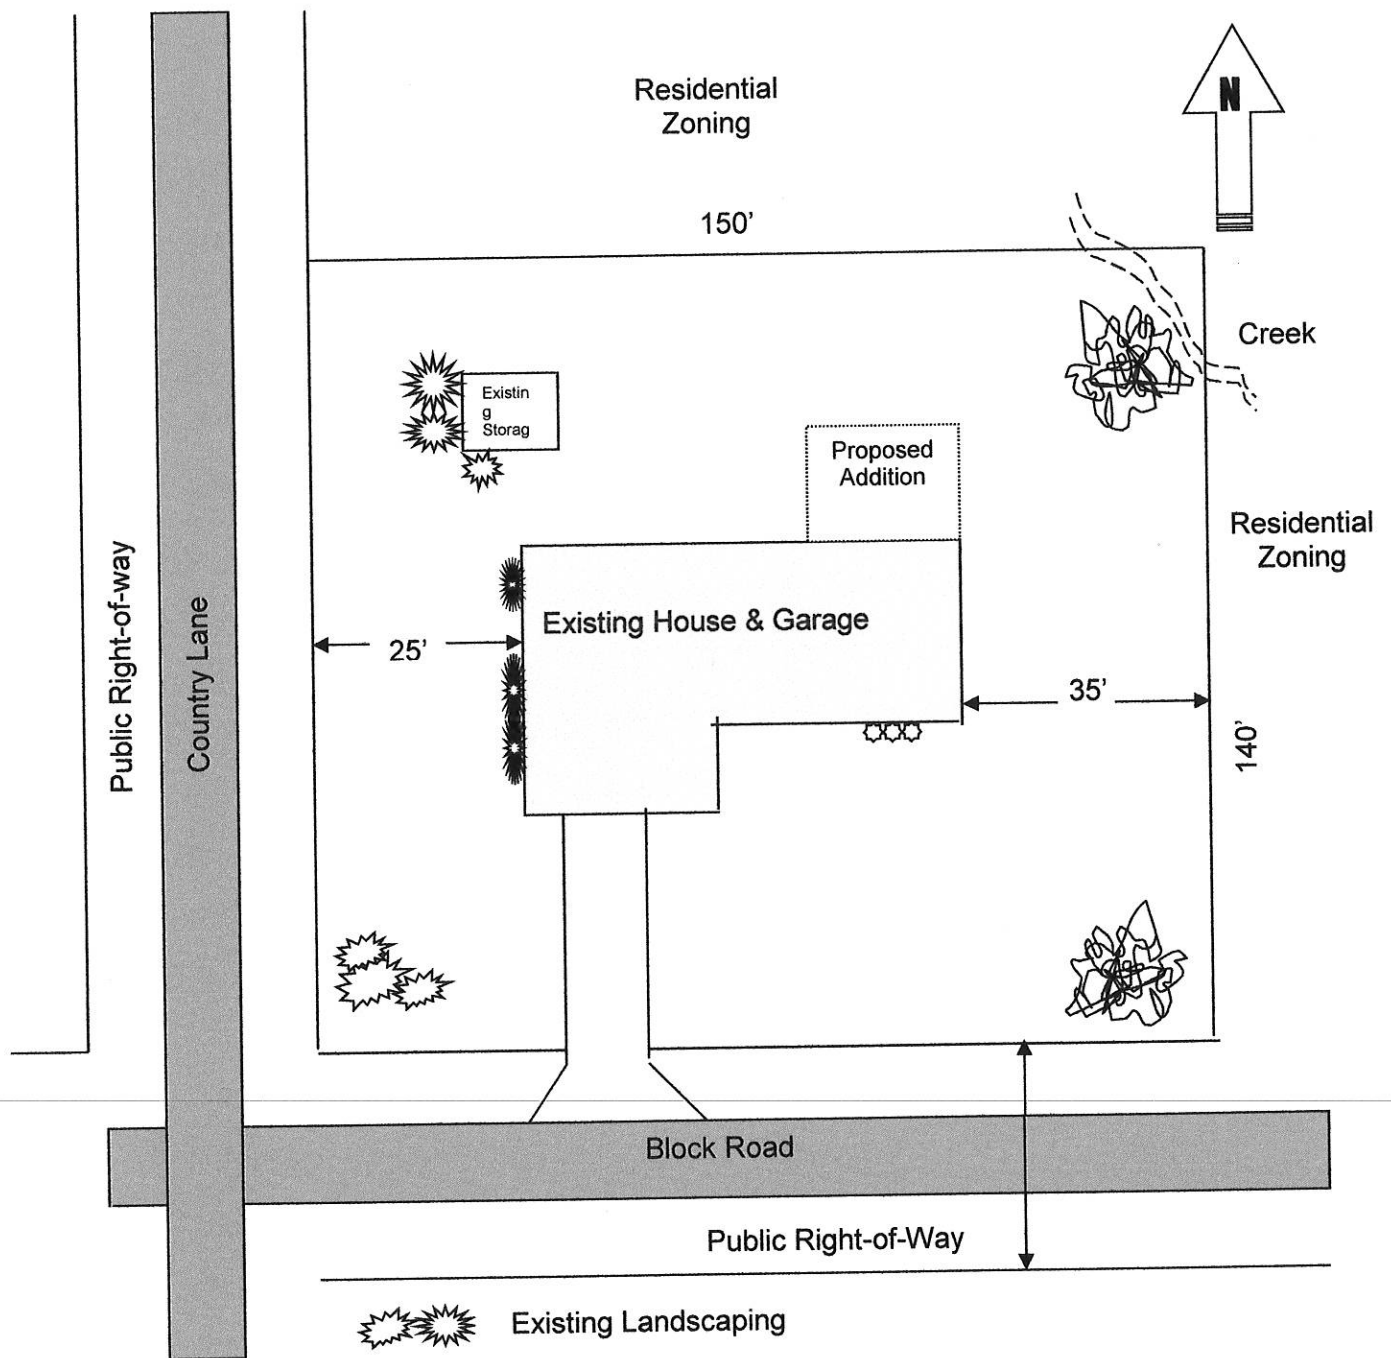 N
Residential
Zoning
150’
Creek
Existin
g
Storag
Proposed
Addition
Residential
Zoning
Existing House & Garage
25’
35’
140’
Public Right-of-way
Country Lane
Block Road
Public Right-of-Way
Existing Landscaping